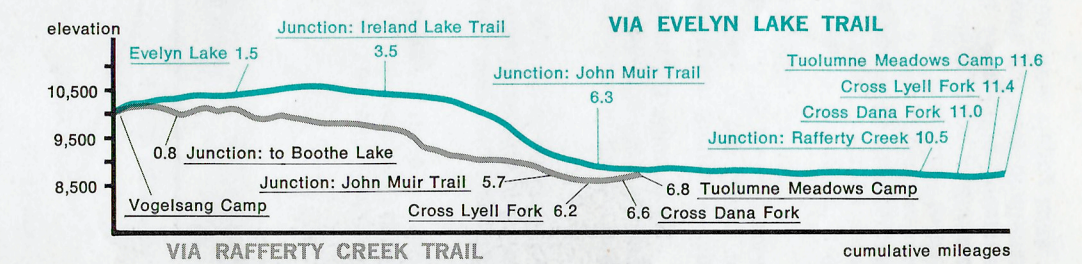 VIA EVELYN LAKE TRAIL
elevation
Junction: Ireland Lake Trail
3.5
Evelyn Lake 1.5
Junction: John Muir Trail
6.3
Tuolumne Meadows Camp 11.6
Cross Lyell Fork 11.4
Cross Dana Fork 11.0
Junction: Rafferty Creek 10.5
10,500
9,500
8,500
0.8 Junction: to Boothe Lake
Junction: John Muir Trail 5.7
6.8 Tuolumne Meadows Camp
Vogelsang Camp
Cross Lyell Fork 6.2
6.6 Cross Dana Fork
VIA RAFFERTY CREEK TRAIL
cumulative mileages